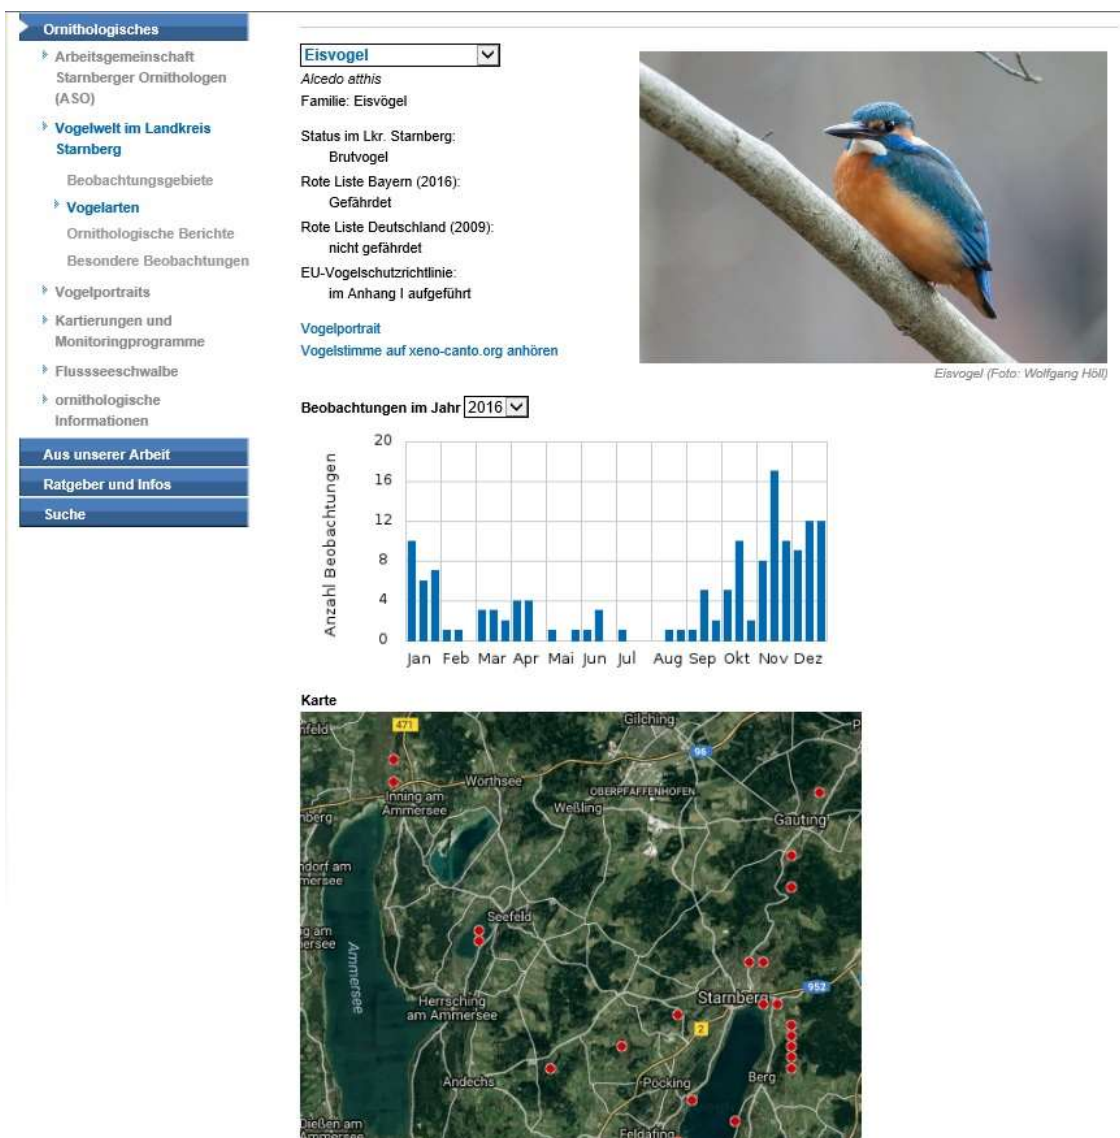 Ornithologisches
Arbeitsgemeinschaft
Starnberger Ornithologen
(ASO)
Vogelwelt im Landkreis
Starnberg
Beobachtungsgebiete
Vogelarten
Ornithologische Berichte
Besondere Beobachtungen
Vogelportraits
Kartierungen und
Monitoringprogramme
Flussseeschwalbe
ornithologische
Informationen
Aus unserer Arbeit
Ratgeber und Infos
Suche
Eisvogel
Alcedo atthis
Familie: Eisvögel
Status im Lkr. Starnberg:
Brutvogel
Rote Liste Bayern (2016):
Gefährdet
Rote Liste Deutschland (2009):
nicht gefährdet
EU-Vogelschutzrichtlinie:
im Anhang I aufgeführt
Vogelportrait
Vogelstimme auf xeno-canto.org anhören
Eisvogel (Foto: Wolfgang Höll)
Beobachtungen im Jahr 2016
Anzahl Beobachtungen
20
16
12
8
4
0
Jan Feb Mar Apr Mai Jun Jul Aug Sep Okt Nov Dez
Karte
471
Gilching
96
Wörthsee
OBERPFAFFENHOFEN
Inning am
Ammersee
Weßling
Gauting
Seefeld
Ammersee
Herrsching
am Ammersee
Starnberg
952
2
Andechs
Pöcking
Berg
Dießen am
Ammersee
Feldafing